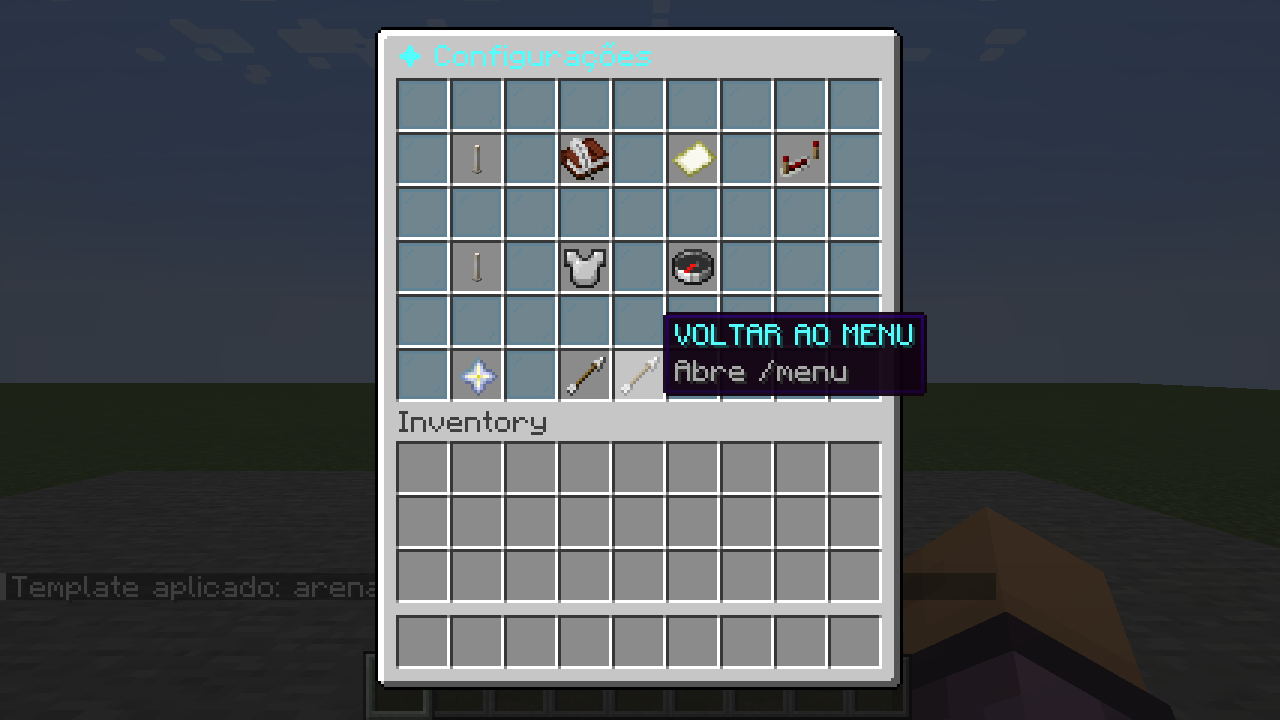 ✦ Configurações
VOLTAR AO MENU
Abre /menu
Inventory
Template aplicado: arena